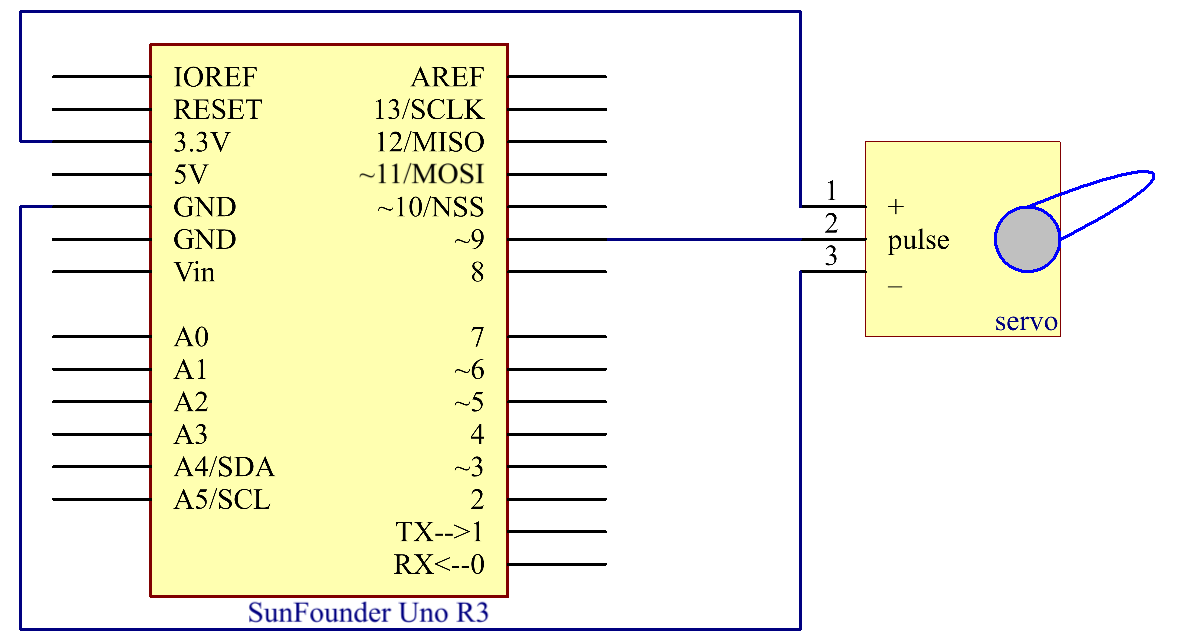 IOREF
RESET
3.3V
5V
GND
GND
Vin
A0
A1
A2
A3
A4/SDA
A5/SCL
AREF
13/SCLK
12/MISO
~11/MOSI
~10/NSS
~9
8
7
~6
~5
4
~3
2
TX-->1
RX<--0
SunFounder Uno R3
1
2
3
+
pulse
–
servo